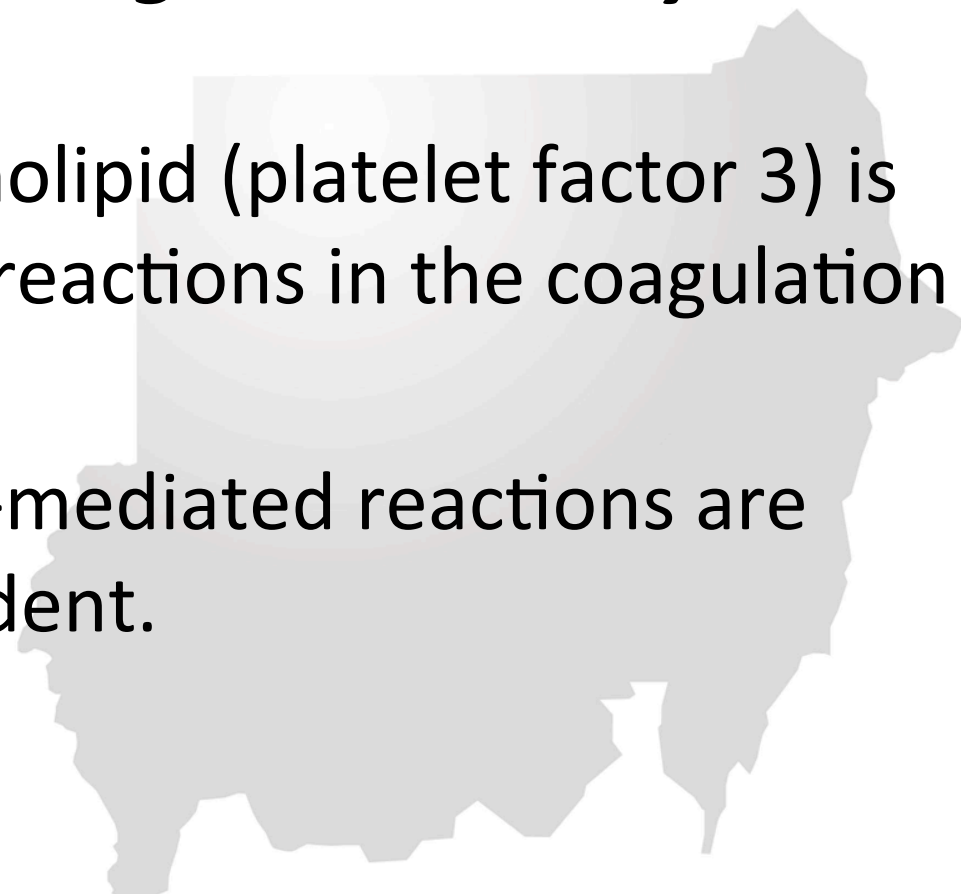 olipid (platelet factor 3) is
reactions in the coagulation
-mediated reactions are
dent.